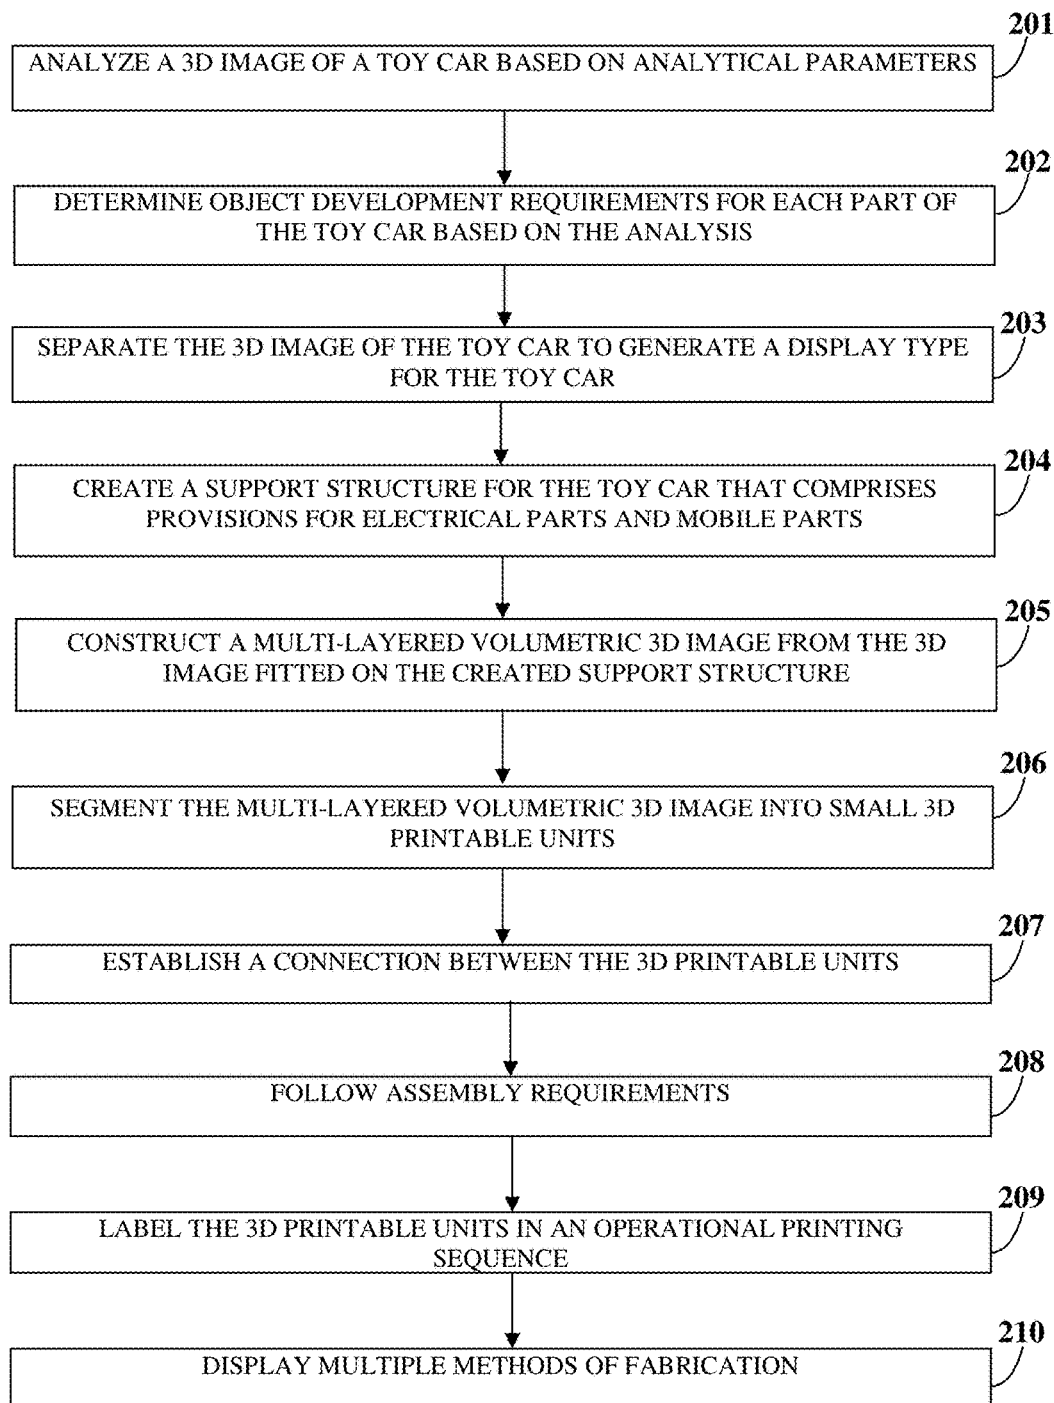 201
ANALYZE A 3D IMAGE OF A TOY CAR BASED ON ANALYTICAL PARAMETERS
202
DETERMINE OBJECT DEVELOPMENT REQUIREMENTS FOR EACH PART OF
THE TOY CAR BASED ON THE ANALYSIS
203
SEPARATE THE 3D IMAGE OF THE TOY CAR TO GENERATE A DISPLAY TYPE
FOR THE TOY CAR
204
CREATE A SUPPORT STRUCTURE FOR THE TOY CAR THAT COMPRISES
PROVISIONS FOR ELECTRICAL PARTS AND MOBILE PARTS
205
CONSTRUCT A MULTI-LAYERED VOLUMETRIC 3D IMAGE FROM THE 3D
IMAGE FITTED ON THE CREATED SUPPORT STRUCTURE
206
SEGMENT THE MULTI-LAYERED VOLUMETRIC 3D IMAGE INTO SMALL 3D
PRINTABLE UNITS
207
ESTABLISH A CONNECTION BETWEEN THE 3D PRINTABLE UNITS
208
FOLLOW ASSEMBLY REQUIREMENTS
209
LABEL THE 3D PRINTABLE UNITS IN AN OPERATIONAL PRINTING
SEQUENCE
210
DISPLAY MULTIPLE METHODS OF FABRICATION